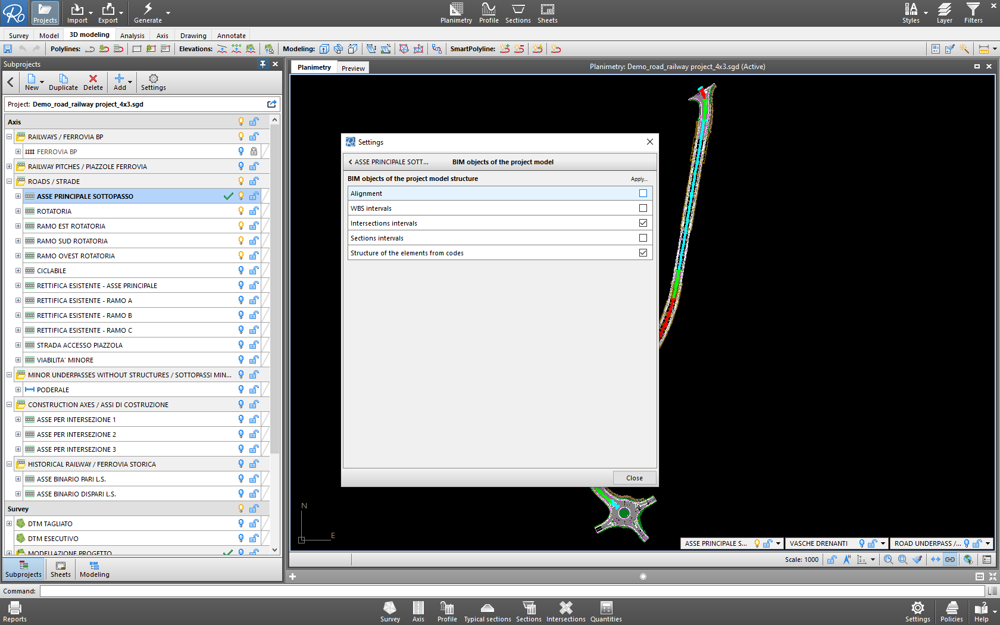 Projects
Import
Export
Generate
Planimetry
Profile
Sections
Sheets
Styles
Layer
Filters
Survey
Model
3D modeling
Analysis
Axis
Drawing
Annotate
Polylines:
Elevations:
Modeling:
SmartPolyline:
Subprojects
New
Duplicate
Delete
Add
Settings
Project: Demo_road_railway project_4x3.sgd
Axis
RAILWAYS / FERROVIA BP
FERROVIA BP
RAILWAY PITCHES / PIAZZOLE FERROVIA
ROADS / STRADE
ASSE PRINCIPALE SOTTOPASSO
ROTATORIA
RAMO EST ROTATORIA
RAMO SUD ROTATORIA
RAMO OVEST ROTATORIA
CICLABILE
RETTIFICA ESISTENTE - ASSE PRINCIPALE
RETTIFICA ESISTENTE - RAMO A
RETTIFICA ESISTENTE - RAMO B
RETTIFICA ESISTENTE - RAMO C
STRADA ACCESSO PIAZZOLA
VIABILITA' MINORE
MINOR UNDERPASSES WITHOUT STRUCTURES / SOTTOPASSI MIN...
PODERALE
CONSTRUCTION AXES / ASSI DI COSTRUZIONE
ASSE PER INTERSEZIONE 1
ASSE PER INTERSEZIONE 2
ASSE PER INTERSEZIONE 3
HISTORICAL RAILWAY / FERROVIA STORICA
ASSE BINARIO PARI L.S.
ASSE BINARIO DISPARI L.S.
Survey
DTM TAGLIATO
DTM ESECUTIVO
MODELLAZIONE PROGETTO
Subprojects
Sheets
BIM
Modeling
Planimetry
Preview
Planimetry: Demo_road_railway project_4x3.sgd (Active)
Settings
ASSE PRINCIPALE SOTT...
BIM objects of the project model
BIM objects of the project model structure
Apply...
Alignment
WBS intervals
Intersections intervals
Sections intervals
Structure of the elements from codes
Close
N
E
ASSE PRINCIPALE S...
VASCHE DRENANTI
ROAD UNDERPASS /...
Scale: 1000
Command:
Reports
Survey
Axis
Profile
Typical sections
Sections
Intersections
Quantities
Settings
Policies
Help